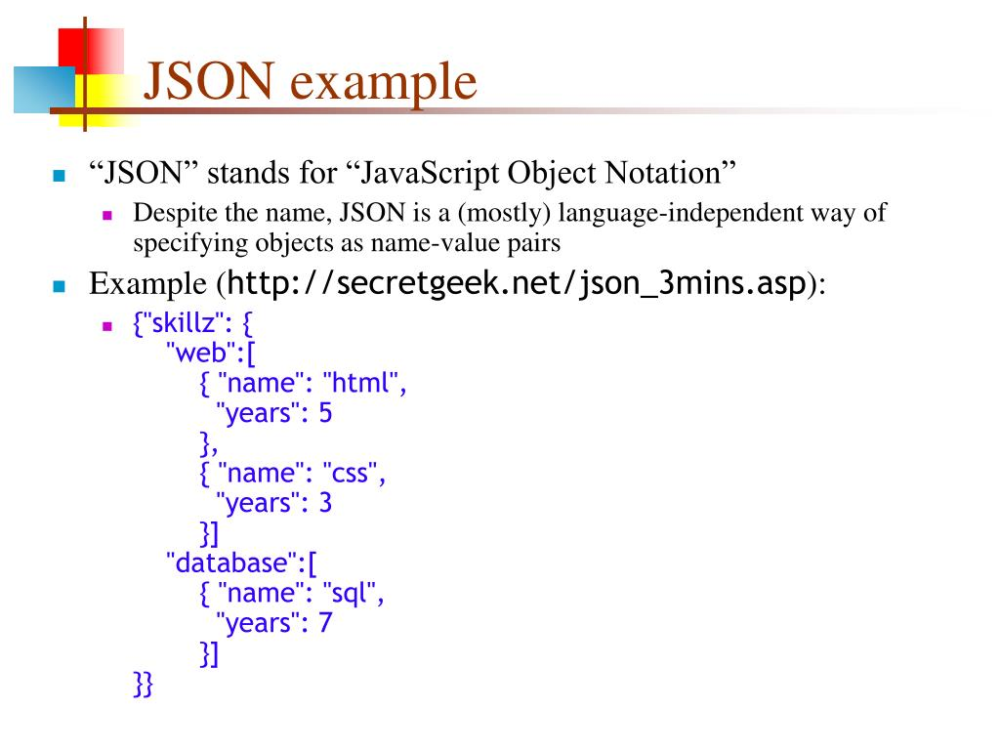 JSON example
“JSON” stands for “JavaScript Object Notation”
Despite the name, JSON is a (mostly) language-independent way of
specifying objects as name-value pairs
Example (http://secretgeek.net/json_3mins.asp):
{"skillz": {
"web":[
{ "name": "html",
"years": 5
},
{ "name": "css",
"years": 3
}]
"database":[
{ "name": "sql",
"years": 7
}]
}}